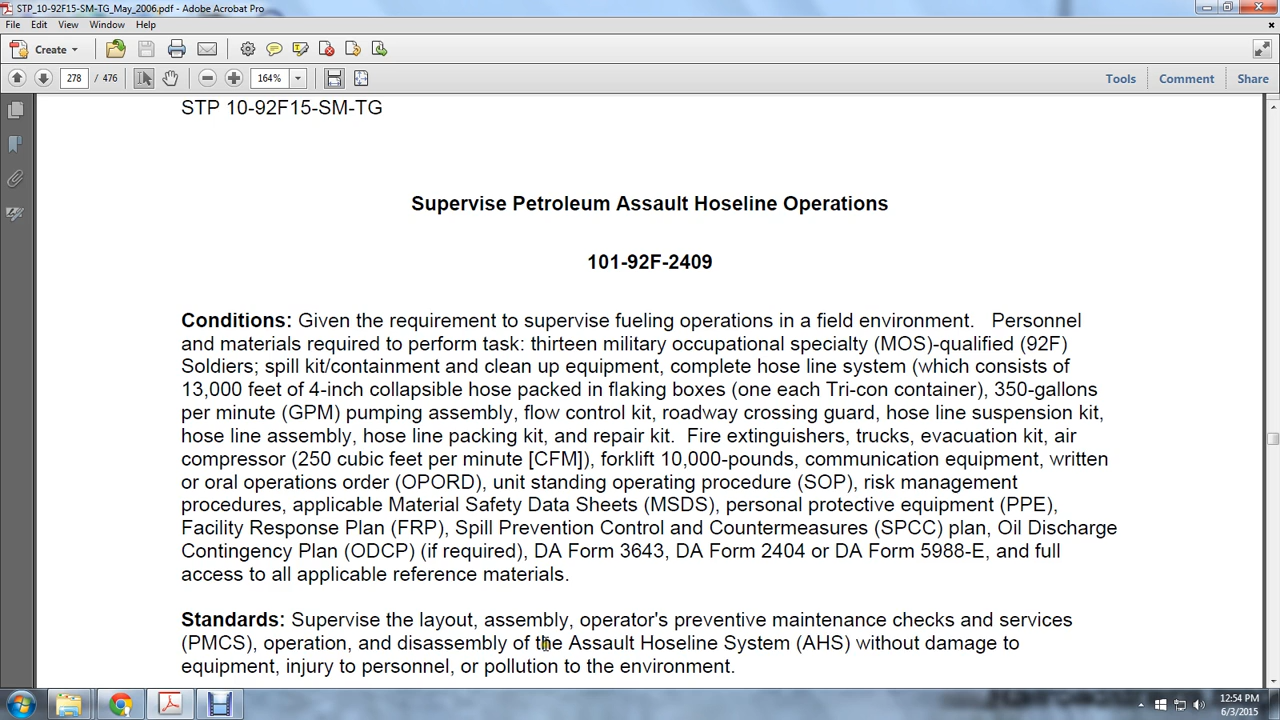 STP_10-92F15-SM-TG_May_2006.pdf - Adobe Acrobat Pro
File Edit View Window Help
Create
278 / 476 164% Tools Comment Share
STP 10-92F15-SM-TG
Supervise Petroleum Assault Hoseline Operations
101-92F-2409
Conditions: Given the requirement to supervise fueling operations in a field environment. Personnel
and materials required to perform task: thirteen military occupational specialty (MOS)-qualified (92F)
Soldiers; spill kit/containment and clean up equipment, complete hose line system (which consists of
13,000 feet of 4-inch collapsible hose packed in flaking boxes (one each Tri-con container), 350-gallons
per minute (GPM) pumping assembly, flow control kit, roadway crossing guard, hose line suspension kit,
hose line assembly, hose line packing kit, and repair kit. Fire extinguishers, trucks, evacuation kit, air
compressor (250 cubic feet per minute [CFM]), forklift 10,000-pounds, communication equipment, written
or oral operations order (OPORD), unit standing operating procedure (SOP), risk management
procedures, applicable Material Safety Data Sheets (MSDS), personal protective equipment (PPE),
Facility Response Plan (FRP), Spill Prevention Control and Countermeasures (SPCC) plan, Oil Discharge
Contingency Plan (ODCP) (if required), DA Form 3643, DA Form 2404 or DA Form 5988-E, and full
access to all applicable reference materials.
Standards: Supervise the layout, assembly, operator's preventive maintenance checks and services
(PMCS), operation, and disassembly of the Assault Hoseline System (AHS) without damage to
equipment, injury to personnel, or pollution to the environment.
12:54 PM
6/3/2015